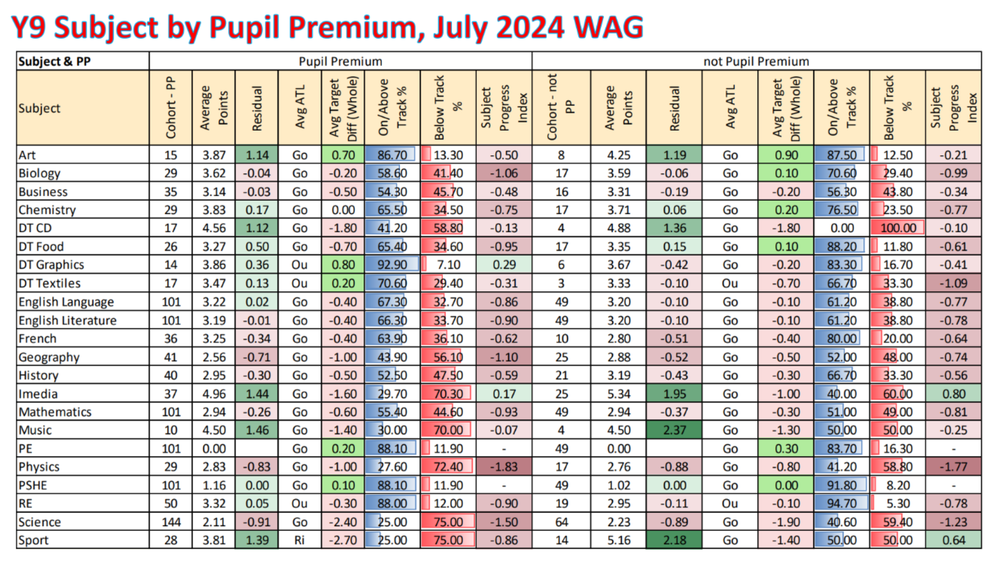 Y9 Subject by Pupil Premium, July 2024 WAG
Subject & PP Pupil Premium not Pupil Premium
Subject Cohort - PP Average Points Residual Avg ATL Avg Target Diff (Whole) On/Above Track % Below Track % Subject Progress Index Cohort - not PP Average Points Residual Avg ATL Avg Target Diff (Whole) On/Above Track % Below Track % Subject Progress Index
Art 15 3.87 1.14 Go 0.70 86.70 13.30 -0.50 8 4.25 1.19 Go 0.90 87.50 12.50 -0.21
Biology 29 3.62 -0.04 Go -0.20 58.60 41.40 -1.06 17 3.59 -0.06 Go 0.10 70.60 29.40 -0.99
Business 35 3.14 -0.03 Go -0.50 54.30 45.70 -0.48 16 3.31 -0.19 Go -0.20 56.30 43.80 -0.34
Chemistry 29 3.83 0.17 Go 0.00 65.50 34.50 -0.75 17 3.71 0.06 Go 0.20 76.50 23.50 -0.77
DT CD 17 4.56 1.12 Go -1.80 41.20 58.80 -0.13 4 4.88 1.36 Go -1.80 0.00 100.00 -0.10
DT Food 26 3.27 0.50 Go -0.70 65.40 34.60 -0.95 17 3.35 0.15 Go 0.10 88.20 11.80 -0.61
DT Graphics 14 3.86 0.36 Ou 0.80 92.90 7.10 0.29 6 3.67 -0.42 Go -0.20 83.30 16.70 -0.41
DT Textiles 17 3.47 0.13 Ou 0.20 70.60 29.40 -0.31 3 3.33 -0.10 Ou -0.70 66.70 33.30 -1.09
English Language 101 3.22 0.02 Go -0.40 67.30 32.70 -0.86 49 3.20 -0.10 Go -0.10 61.20 38.80 -0.77
English Literature 101 3.19 -0.01 Go -0.40 66.30 33.70 -0.90 49 3.20 -0.10 Go -0.10 61.20 38.80 -0.78
French 36 3.25 -0.34 Go -0.40 63.90 36.10 -0.62 10 2.80 -0.51 Go -0.40 80.00 20.00 -0.64
Geography 41 2.56 -0.71 Go -1.00 43.90 56.10 -1.10 25 2.88 -0.52 Go -0.50 52.00 48.00 -0.74
History 40 2.95 -0.30 Go -0.50 52.50 47.50 -0.59 21 3.19 -0.43 Go -0.30 66.70 33.30 -0.56
Imedia 37 4.96 1.44 Go -1.60 29.70 70.30 0.17 25 5.34 1.95 Go -1.00 40.00 60.00 0.80
Mathematics 101 2.94 -0.26 Go -0.60 55.40 44.60 -0.93 49 2.94 -0.37 Go -0.30 51.00 49.00 -0.81
Music 10 4.50 1.46 Go -1.40 30.00 70.00 -0.07 4 4.50 2.37 Go -1.30 50.00 50.00 -0.25
PE 101 0.00 Go 0.20 88.10 11.90 - 49 0.00 Go 0.30 83.70 16.30 -
Physics 29 2.83 -0.83 Go -1.00 27.60 72.40 -1.83 17 2.76 -0.88 Go -0.80 41.20 58.80 -1.77
PSHE 101 1.16 0.00 Go 0.10 88.10 11.90 - 49 1.02 0.00 Go 0.00 91.80 8.20 -
RE 50 3.32 0.05 Ou -0.30 88.00 12.00 -0.90 19 2.95 -0.11 Ou -0.10 94.70 5.30 -0.78
Science 144 2.11 -0.91 Go -2.40 25.00 75.00 -1.50 64 2.23 -0.89 Go -1.90 40.60 59.40 -1.23
Sport 28 3.81 1.39 Ri -2.70 25.00 75.00 -0.86 14 5.16 2.18 Go -1.40 50.00 50.00 0.64